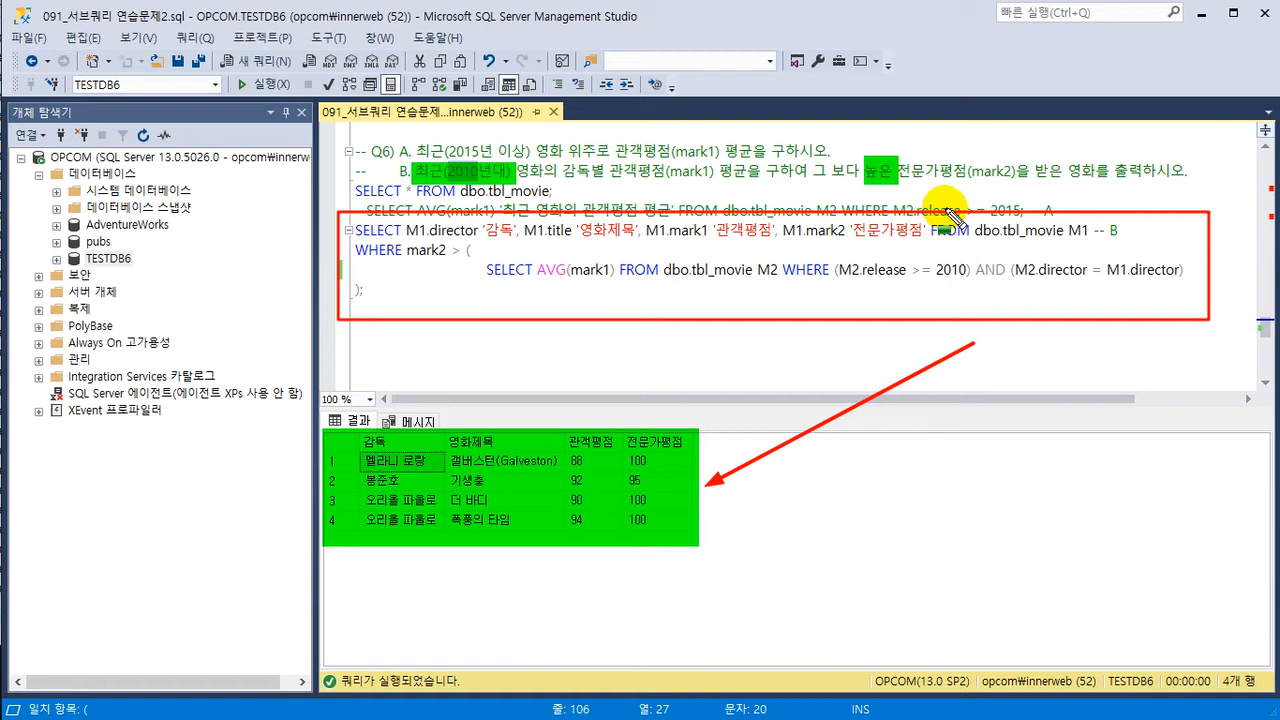 091_서브쿼리 연습문제2.sql - OPCOM.TESTDB6 (opcom\innerweb (52)) - Microsoft SQL Server Management Studio
빠른 실행(Ctrl+Q)
파일(F) 편집(E) 보기(V) 쿼리(Q) 프로젝트(P) 도구(T) 창(W) 도움말(H)
새 쿼리(N)
TESTDB6 실행(X)
개체 탐색기
091_서브쿼리 연습문제...innerweb (52))
연결
OPCOM (SQL Server 13.0.5026.0 - opcom₩innerw
데이터베이스
시스템 데이터베이스
데이터베이스 스냅샷
AdventureWorks
pubs
TESTDB6
보안
서버 개체
복제
PolyBase
Always On 고가용성
관리
Integration Services 카탈로그
SQL Server 에이전트(에이전트 XPs 사용 안 함)
XEvent 프로파일러
-- Q6) A. 최근(2015년 이상) 영화 위주로 관객평점(mark1) 평균을 구하시오.
-- B. 최근(2010년대) 영화의 감독별 관객평점(mark1) 평균을 구하여 그 보다 높은 전문가평점(mark2)을 받은 영화를 출력하시오.
SELECT * FROM dbo.tbl_movie;
SELECT AVG(mark1) '최근 영화의 관객평점 평균' FROM dbo.tbl_movie M2 WHERE M2.release >= 2015; A
SELECT M1.director '감독', M1.title '영화제목', M1.mark1 '관객평점', M1.mark2 '전문가평점' FROM dbo.tbl_movie M1 -- B
WHERE mark2 > (
SELECT AVG(mark1) FROM dbo.tbl_movie M2 WHERE (M2.release >= 2010) AND (M2.director = M1.director)
);
100 %
결과 메시지
감독 영화제목 관객평점 전문가평점
1 멜라니 로랑 갤버스턴(Galveston) 88 100
2 봉준호 기생충 92 95
3 오리올 파울로 더 바디 90 100
4 오리올 파울로 폭풍의 타임 94 100
쿼리가 실행되었습니다.
OPCOM(13.0 SP2) opcom₩innerweb (52) TESTDB6 00:00:00 4개 행
일치 항목: ( 줄: 106 열: 27 문자: 20 INS